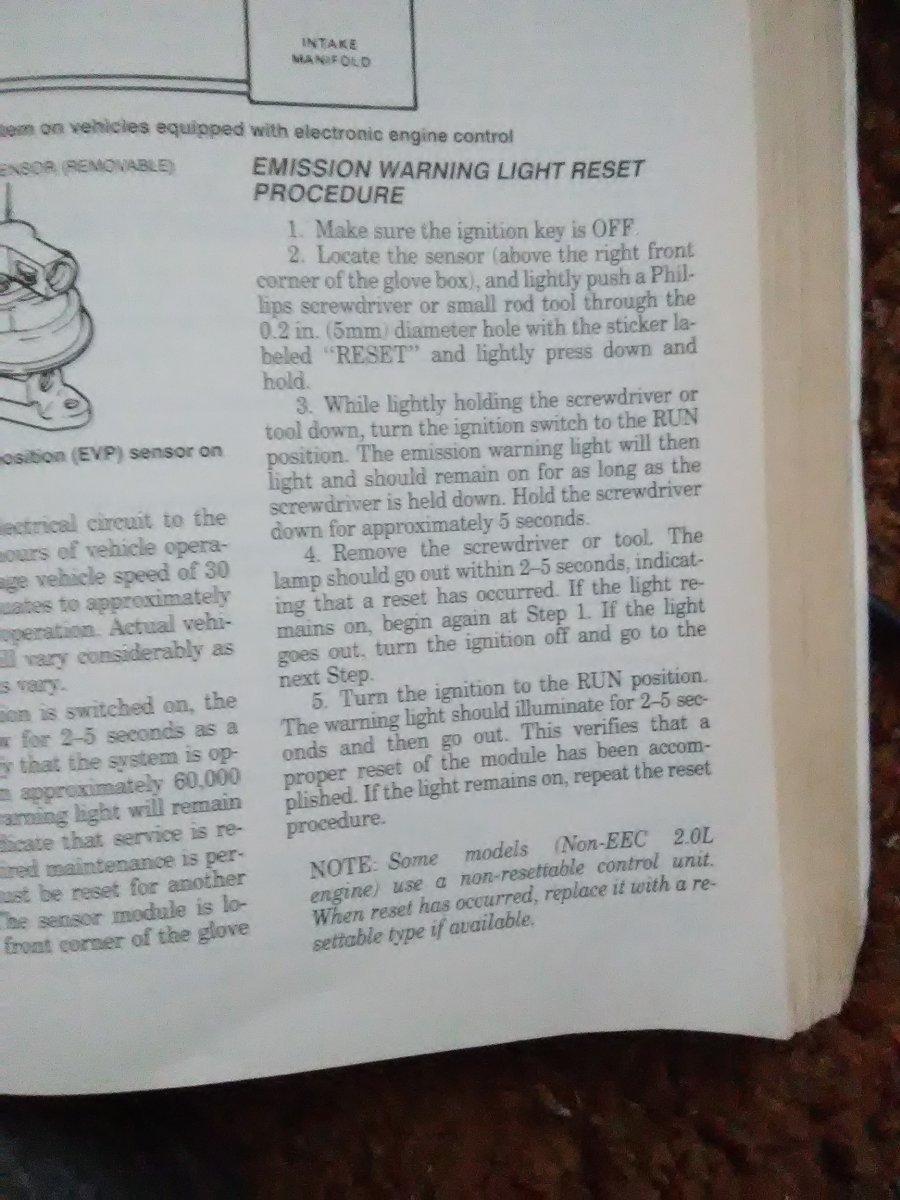 INTAKE
MANIFOLD
on vehicles equipped with electronic engine control
(REMOVABLE)
(EVP) sensor on
circuit to the
of vehicle opera-
vehicle speed of 30
to approximately
operation. Actual vehi-
vary considerably as
vary.
is switched on, the
for 2–5 seconds as a
that the system is op-
approximately 60,000
light will remain
that service is re-
maintenance is per-
be reset for another
sensor module is lo-
front corner of the glove
EMISSION WARNING LIGHT RESET
PROCEDURE
1. Make sure the ignition key is OFF.
2. Locate the sensor (above the right front
corner of the glove box), and lightly push a Phil-
lips screwdriver or small rod tool through the
0.2 in. (5mm) diameter hole with the sticker la-
beled “RESET” and lightly press down and
hold.
3. While lightly holding the screwdriver or
tool down, turn the ignition switch to the RUN
position. The emission warning light will then
light and should remain on for as long as the
screwdriver is held down. Hold the screwdriver
down for approximately 5 seconds.
4. Remove the screwdriver or tool. The
lamp should go out within 2–5 seconds, indicat-
ing that a reset has occurred. If the light re-
mains on, begin again at Step 1. If the light
goes out, turn the ignition off and go to the
next Step.
5. Turn the ignition to the RUN position.
The warning light should illuminate for 2–5 sec-
onds and then go out. This verifies that a
proper reset of the module has been accom-
plished. If the light remains on, repeat the reset
procedure.
NOTE: Some models (Non-EEC 2.0L
engine) use a non-resettable control unit.
When reset has occurred, replace it with a re-
settable type if available.